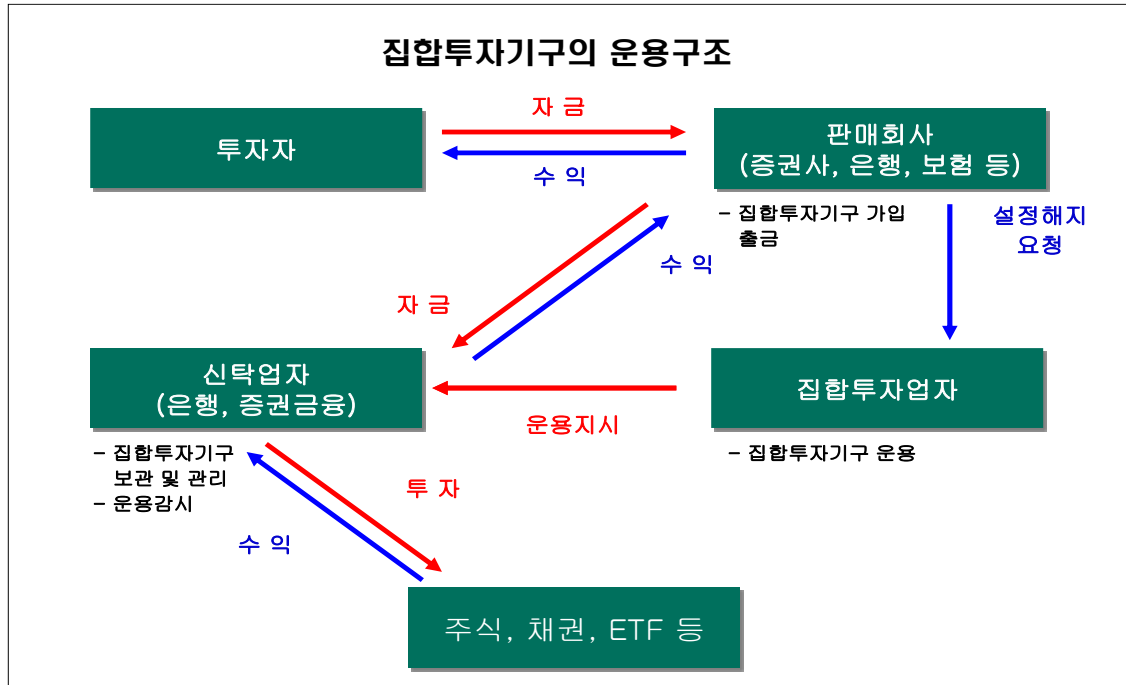 집합투자기구의 운용구조
자 금
투자자
판매회사
(증권사, 은행, 보험 등)
수 익
- 집합투자기구 가입
출금
설정해지
요청
수 익
자 금
신탁업자
(은행, 증권금융)
집합투자업자
운용지시
- 집합투자기구
보관 및 관리
- 운용감시
- 집합투자기구 운용
투 자
수 익
주식, 채권, ETF 등